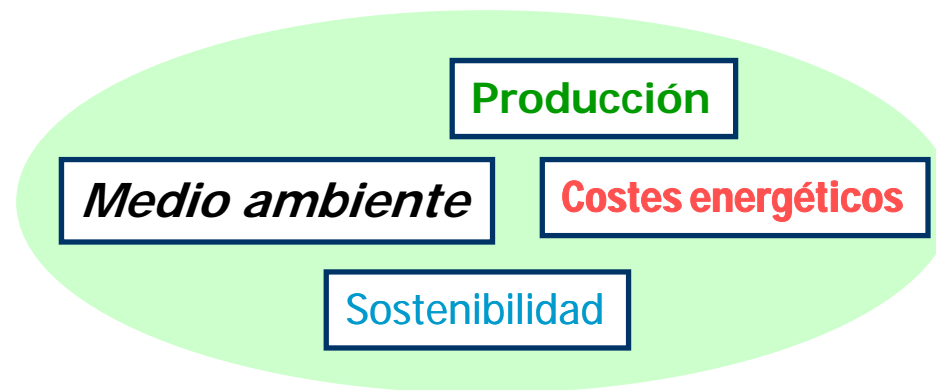 Producción
Medio ambiente
Costes energéticos
Sostenibilidad